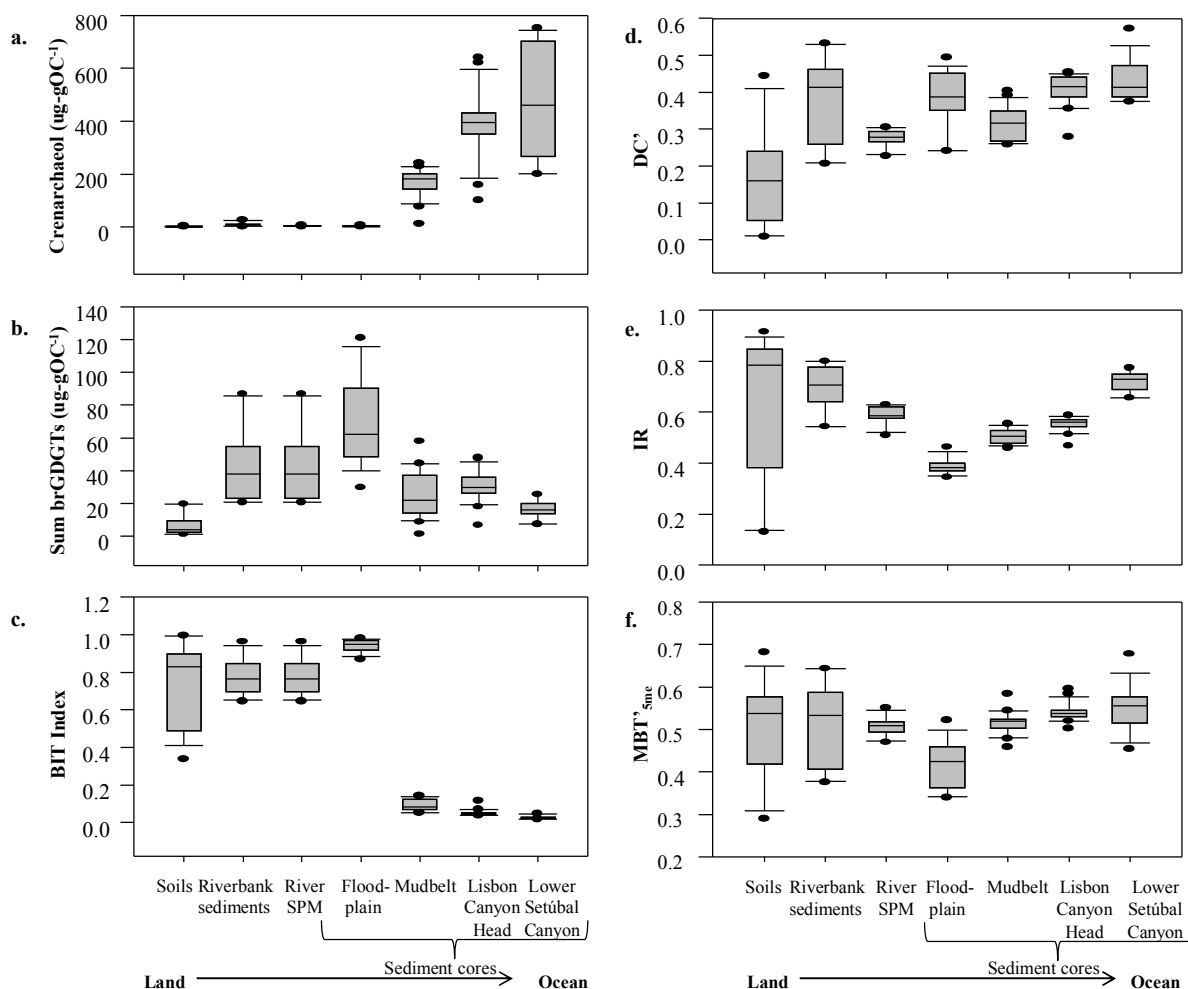 a.
Crenarchaeol (ug-gOC⁻¹)
800
600
400
200
0
b.
Sum brGDGTs (ug-gOC⁻¹)
140
120
100
80
60
40
20
0
c.
BIT Index
1.2
1.0
0.8
0.6
0.4
0.2
0.0
Soils
Riverbank
sediments
River
SPM
Flood-
plain
Mudbelt
Lisbon
Canyon
Head
Lower
Setúbal
Canyon
Sediment cores
Land
Ocean
d.
DC'
0.6
0.5
0.4
0.3
0.2
0.1
0.0
e.
IR
1.0
0.8
0.6
0.4
0.2
0.0
f.
MBT'5me
0.8
0.7
0.6
0.5
0.4
0.3
0.2
Soils
Riverbank
sediments
River
SPM
Flood-
plain
Mudbelt
Lisbon
Canyon
Head
Lower
Setúbal
Canyon
Sediment cores
Land
Ocean